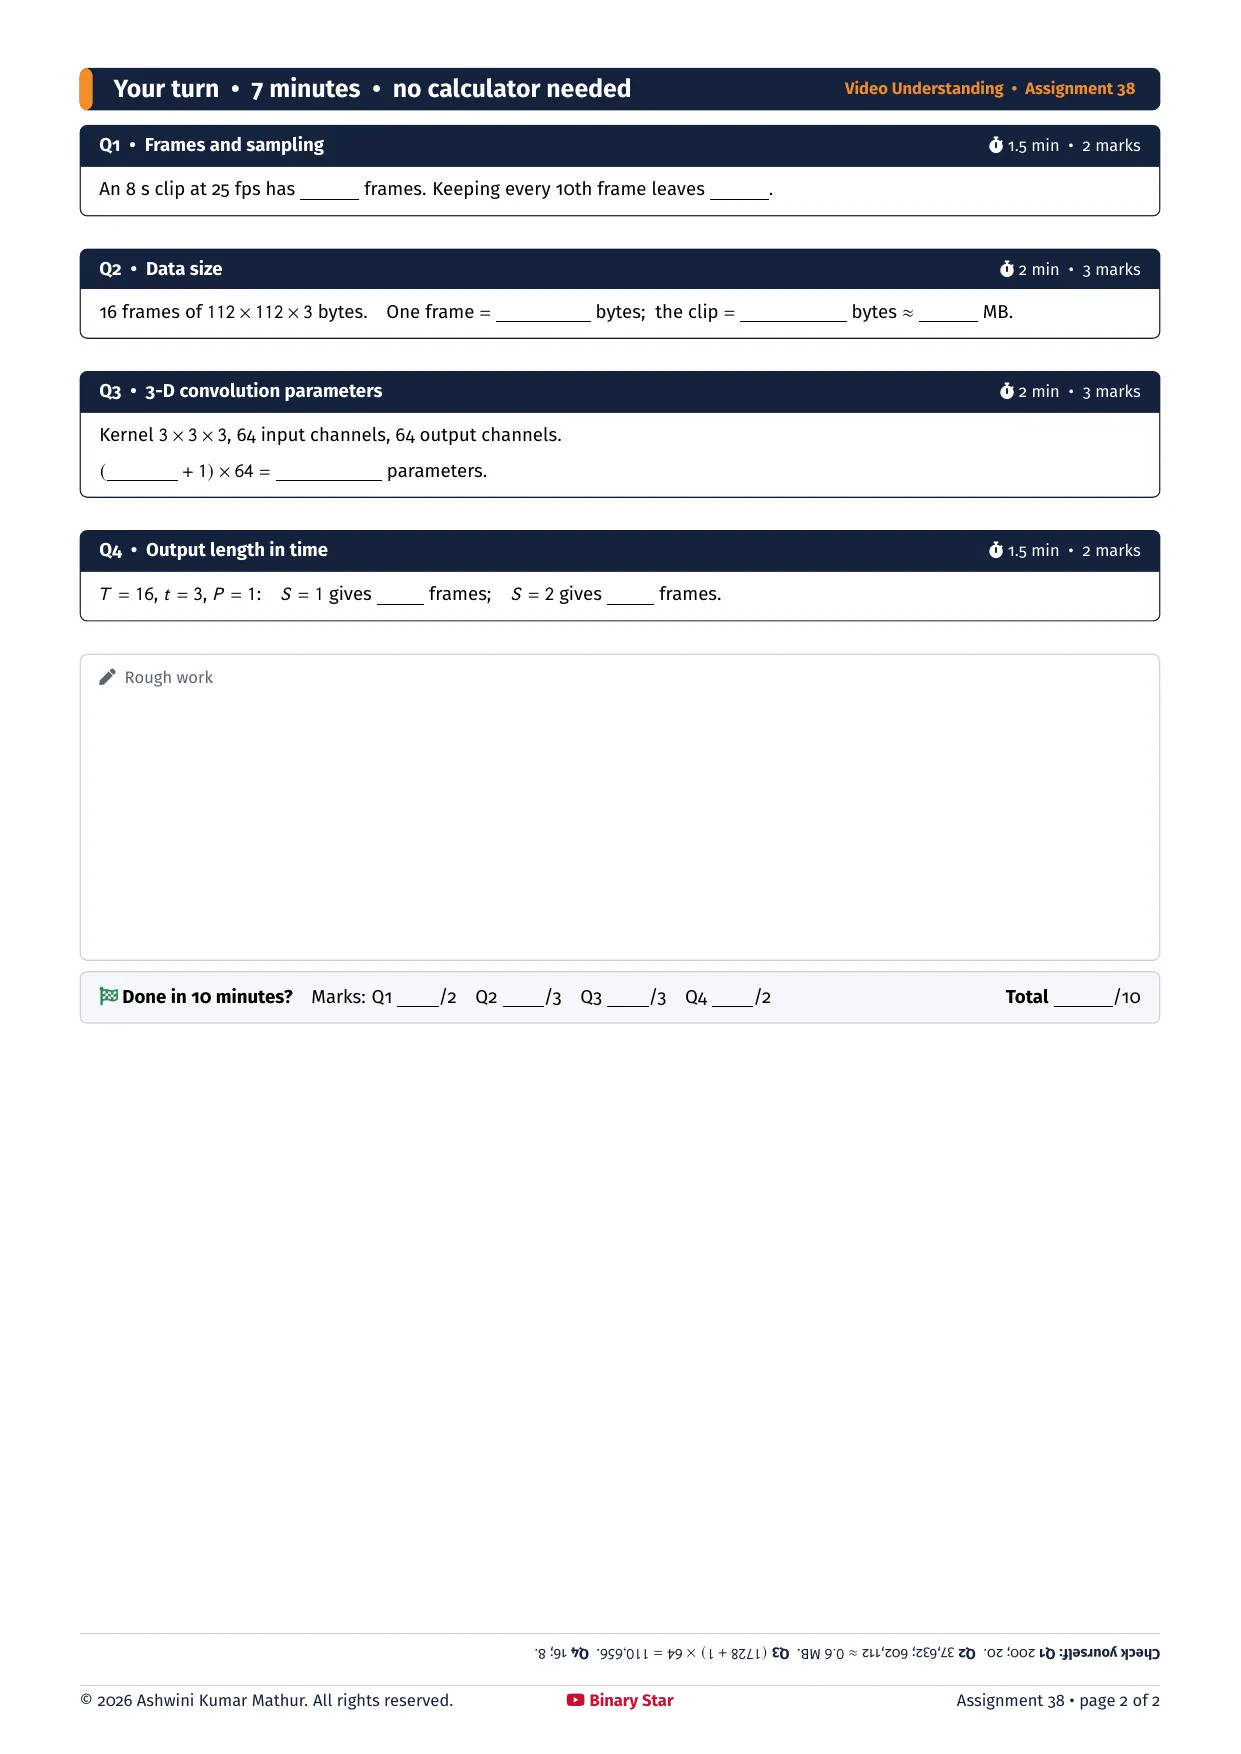 Your turn • 7 minutes • no calculator needed
Video Understanding • Assignment 38
Q1 • Frames and sampling
1.5 min • 2 marks
An 8 s clip at 25 fps has ______ frames. Keeping every 10th frame leaves ______.
Q2 • Data size
2 min • 3 marks
16 frames of 112 × 112 × 3 bytes. One frame = __________ bytes; the clip = ___________ bytes ≈ ______ MB.
Q3 • 3-D convolution parameters
2 min • 3 marks
Kernel 3 × 3 × 3, 64 input channels, 64 output channels.
(_______ + 1) × 64 = ___________ parameters.
Q4 • Output length in time
1.5 min • 2 marks
T = 16, t = 3, P = 1: S = 1 gives _____ frames; S = 2 gives _____ frames.
Rough work
Done in 10 minutes? Marks: Q1 ____/2 Q2 ____/3 Q3 ____/3 Q4 ____/2 Total ______/10
Check yourself: Q1 200; 20. Q2 37,632; 602,112 ≈ 0.6 MB. Q3 (1728 + 1) × 64 = 110,656. Q4 16; 8.
© 2026 Ashwini Kumar Mathur. All rights reserved.
Binary Star
Assignment 38 • page 2 of 2